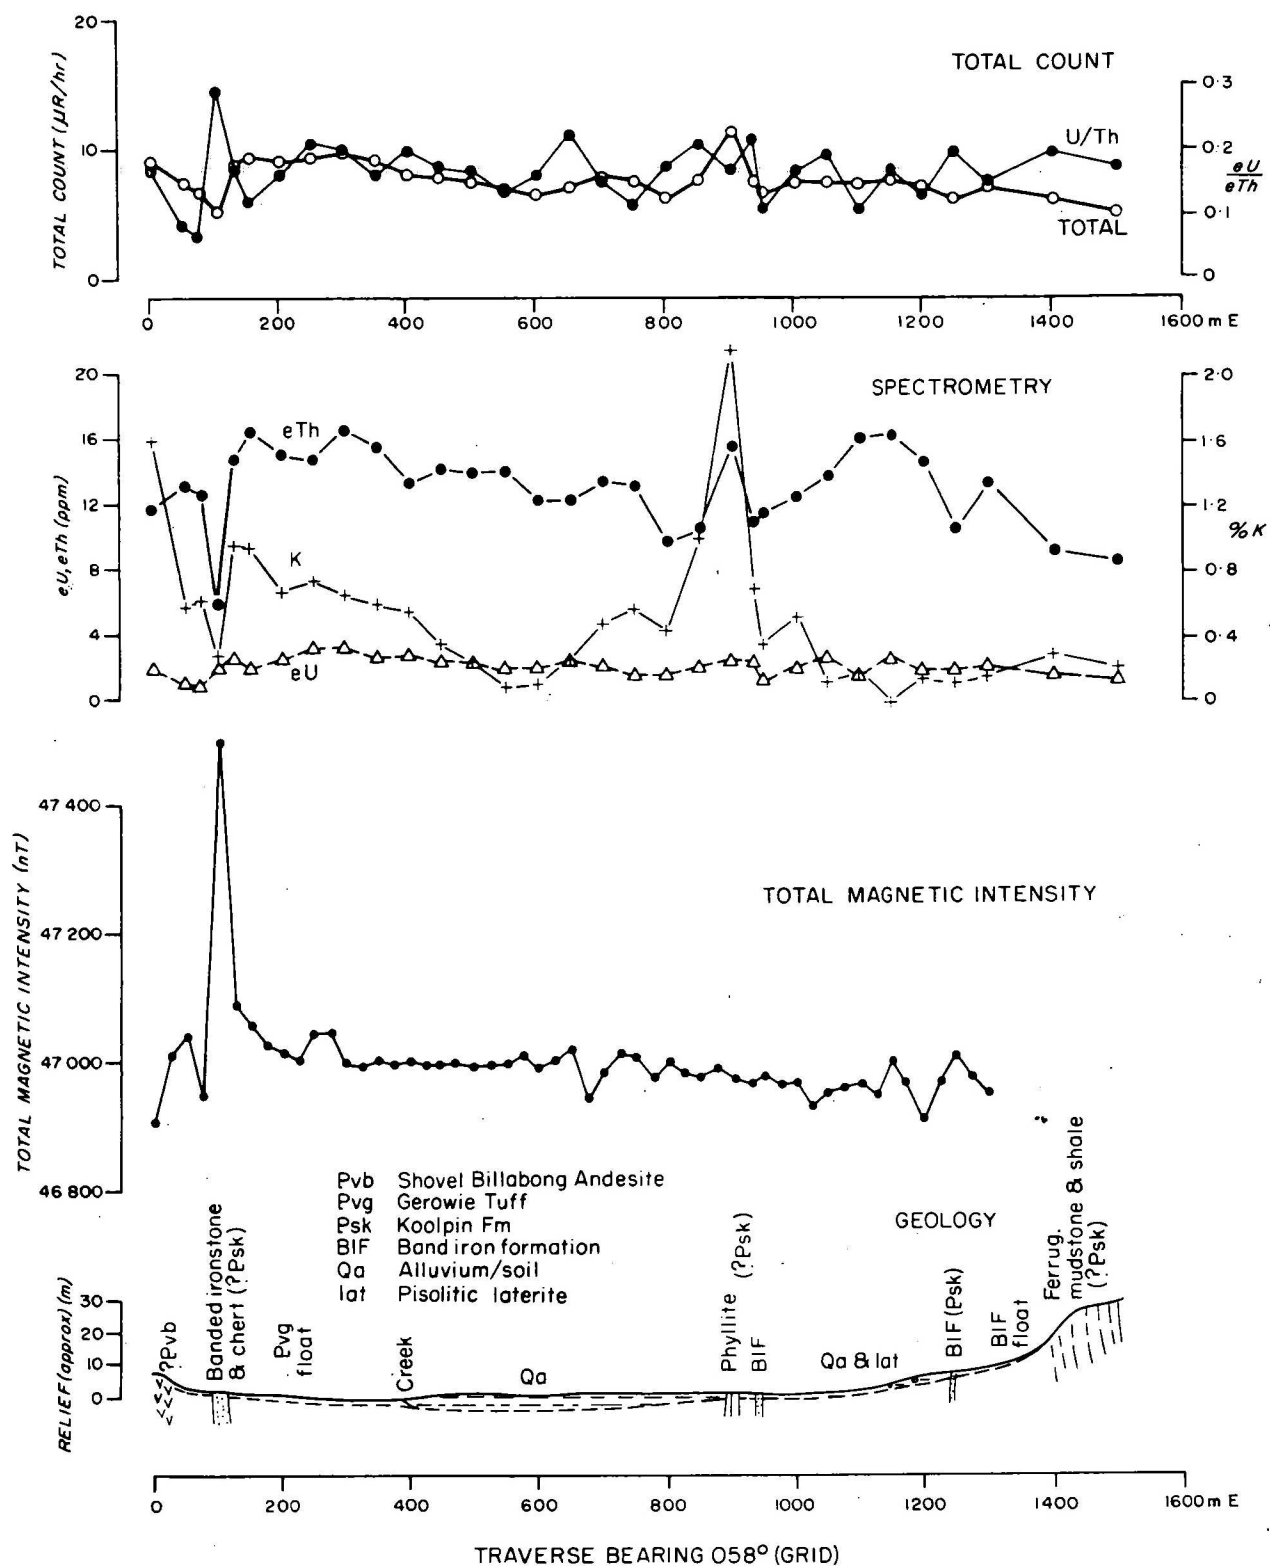 20
10
0
TOTAL COUNT (µR/hr)
TOTAL COUNT
U/Th
TOTAL
0·3
0·2
0·1
0
eU
eTh
0 200 400 600 800 1000 1200 1400 1600 m E
20
16
12
8
4
0
eU, eTh (ppm)
SPECTROMETRY
eTh
K
eU
2·0
1·6
1·2
0·8
0·4
0
%K
47 400
47 200
47 000
46 800
TOTAL MAGNETIC INTENSITY (nT)
TOTAL MAGNETIC INTENSITY
Pvb Shovel Billabong Andesite
Pvg Gerowie Tuff
Psk Koolpin Fm
BIF Band iron formation
Qa Alluvium/soil
lat Pisolitic laterite
GEOLOGY
30
20
10
0
RELIEF (approx) (m)
?Pvb
Banded ironstone
& chert (?Psk)
Pvg
float
Creek
Qa
Phyllite (?Psk)
BIF
Qa & lat
BIF (Psk)
BIF
float
Ferrug.
mudstone & shale
(?Psk)
0 200 400 600 800 1000 1200 1400 1600 m E
TRAVERSE BEARING 058° (GRID)